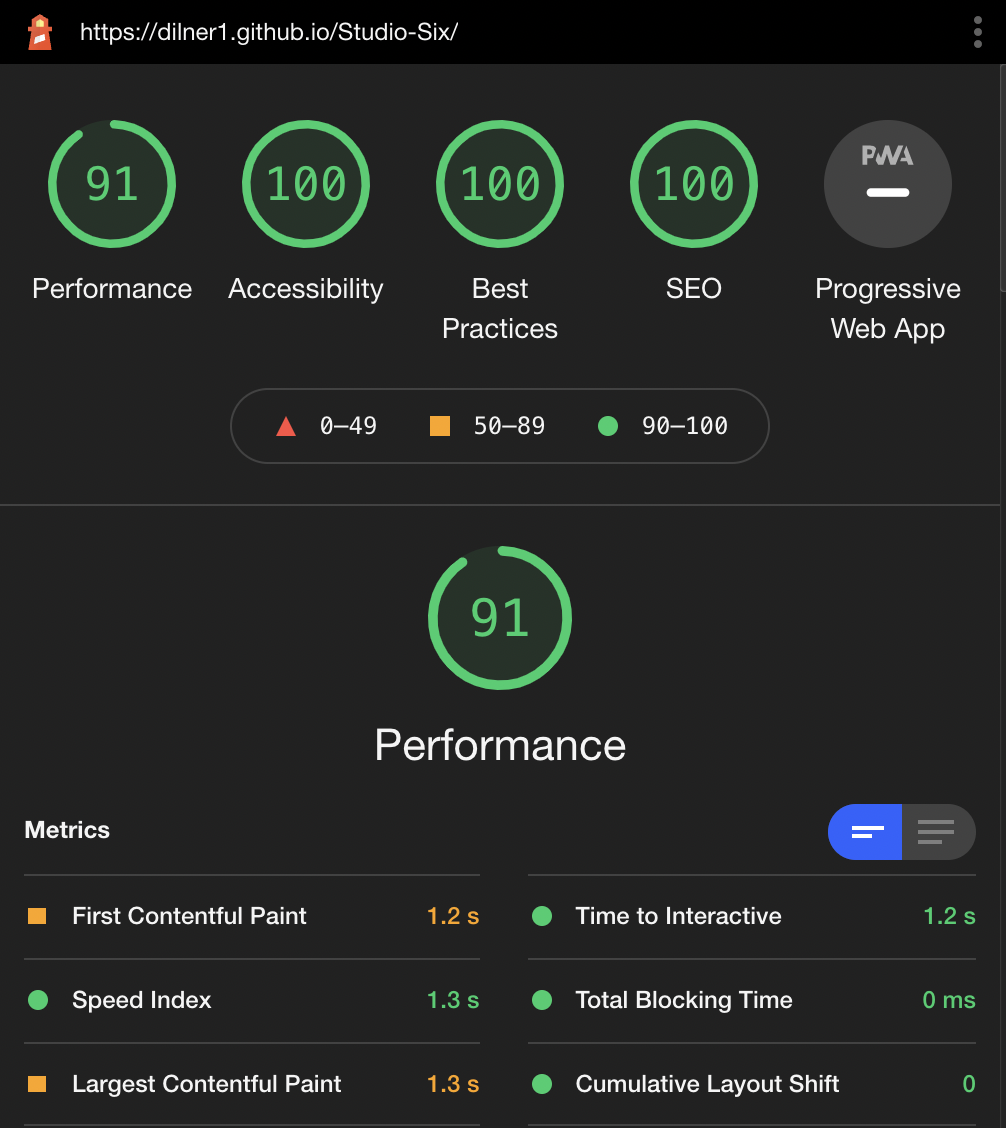 https://dilner1.github.io/Studio-Six/
91
100
100
100
PWA
Performance
Accessibility
Best
Practices
SEO
Progressive
Web App
0–49
50–89
90–100
91
Performance
Metrics
First Contentful Paint 1.2 s
Time to Interactive 1.2 s
Speed Index 1.3 s
Total Blocking Time 0 ms
Largest Contentful Paint 1.3 s
Cumulative Layout Shift 0